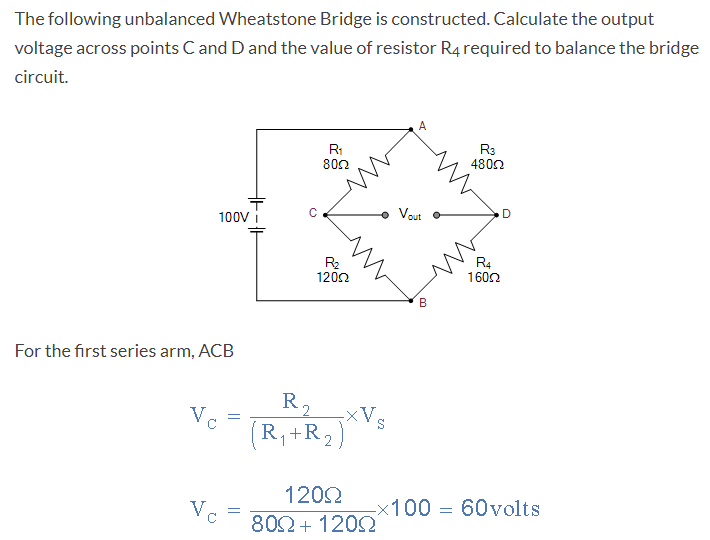 The following unbalanced Wheatstone Bridge is constructed. Calculate the output
voltage across points C and D and the value of resistor R4 required to balance the bridge
circuit.
A
R1
80Ω
R3
480Ω
100V
C
Vout
D
R2
120Ω
R4
160Ω
B
For the first series arm, ACB
VC = R2 / (R1+R2) ×VS
VC = 120Ω / 80Ω + 120Ω ×100 = 60volts